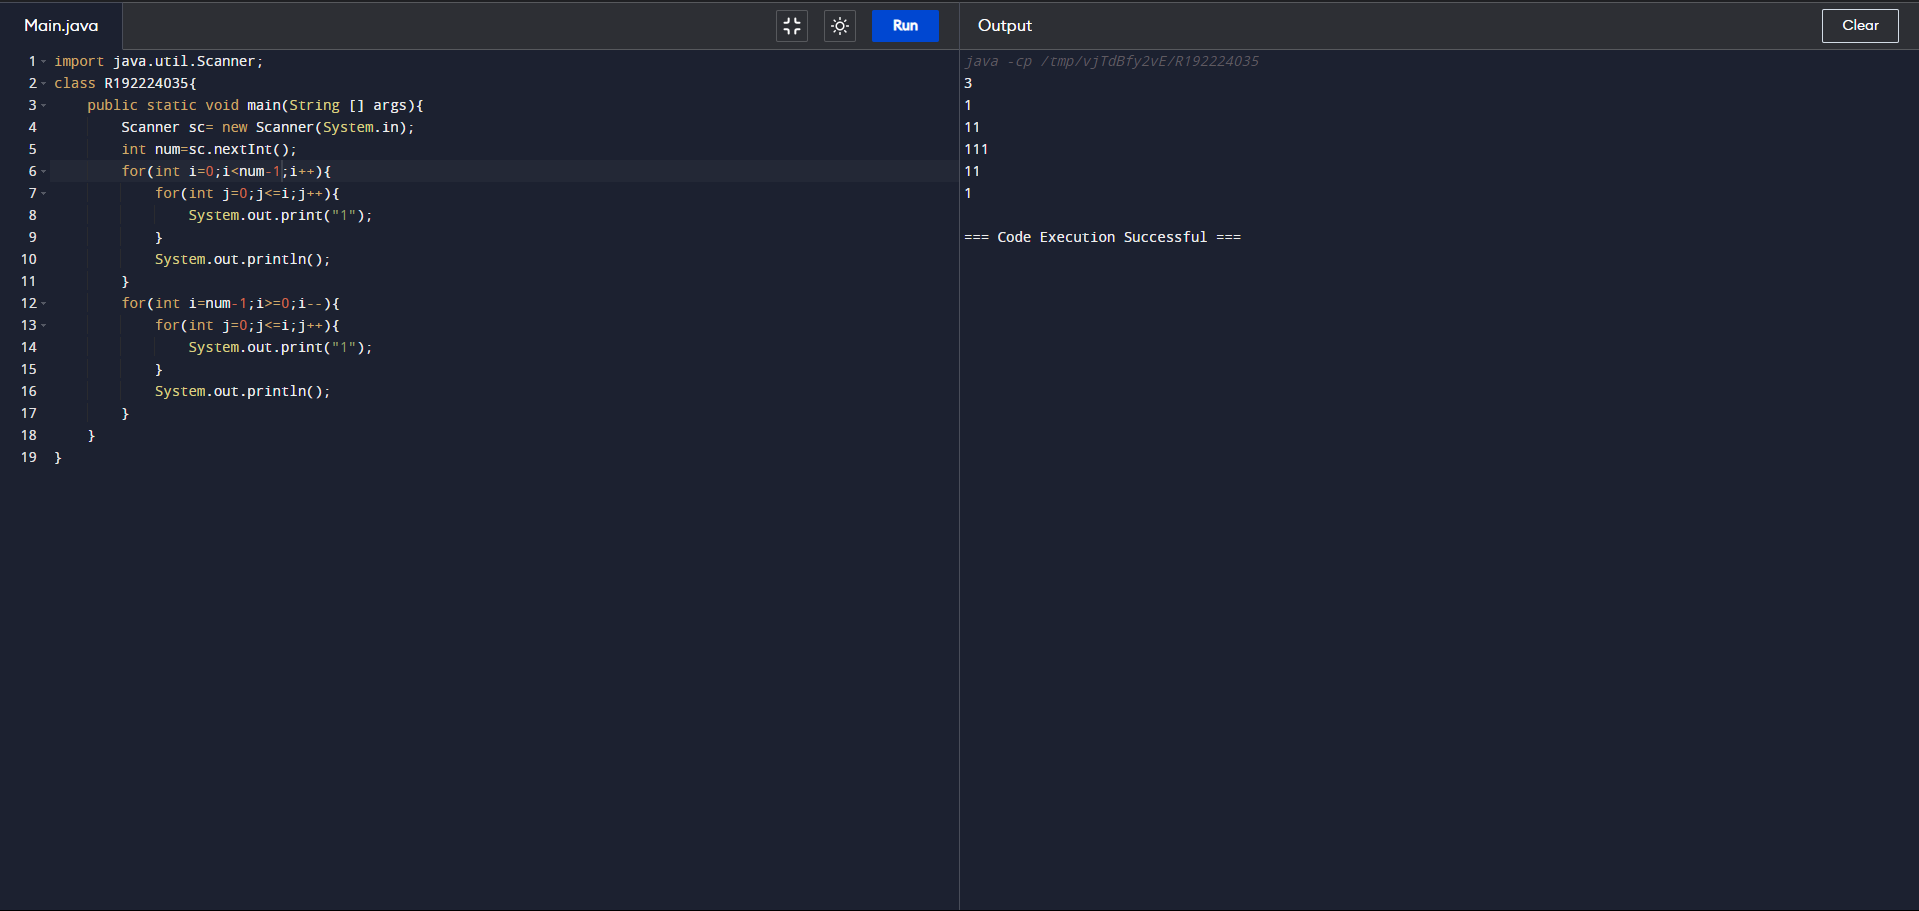 Main.java
Run
Output
Clear
1 import java.util.Scanner;
2 class R192224035{
3     public static void main(String [] args){
4         Scanner sc= new Scanner(System.in);
5         int num=sc.nextInt();
6         for(int i=0;i<num-1;i++){
7             for(int j=0;j<=i;j++){
8                 System.out.print("1");
9             }
10             System.out.println();
11         }
12         for(int i=num-1;i>=0;i--){
13             for(int j=0;j<=i;j++){
14                 System.out.print("1");
15             }
16             System.out.println();
17         }
18     }
19 }
java -cp /tmp/vjTdBfy2vE/R192224035
3
1
11
111
11
1
=== Code Execution Successful ===